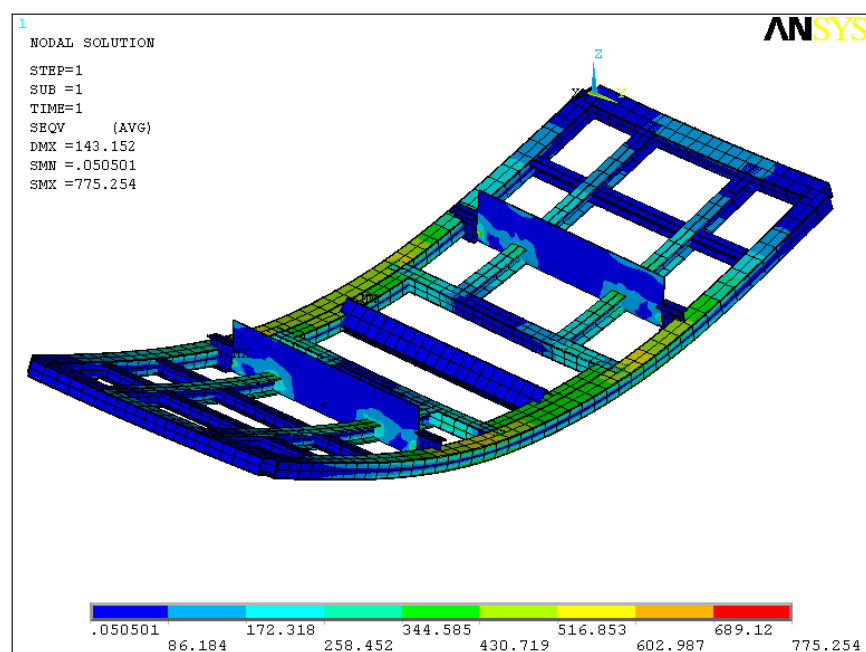 1
ANSYS
NODAL SOLUTION
STEP=1
SUB =1
TIME=1
SEQV (AVG)
DMX =143.152
SMN =.050501
SMX =775.254
Z
X Y
.050501 172.318 344.585 516.853 689.12
86.184 258.452 430.719 602.987 775.254